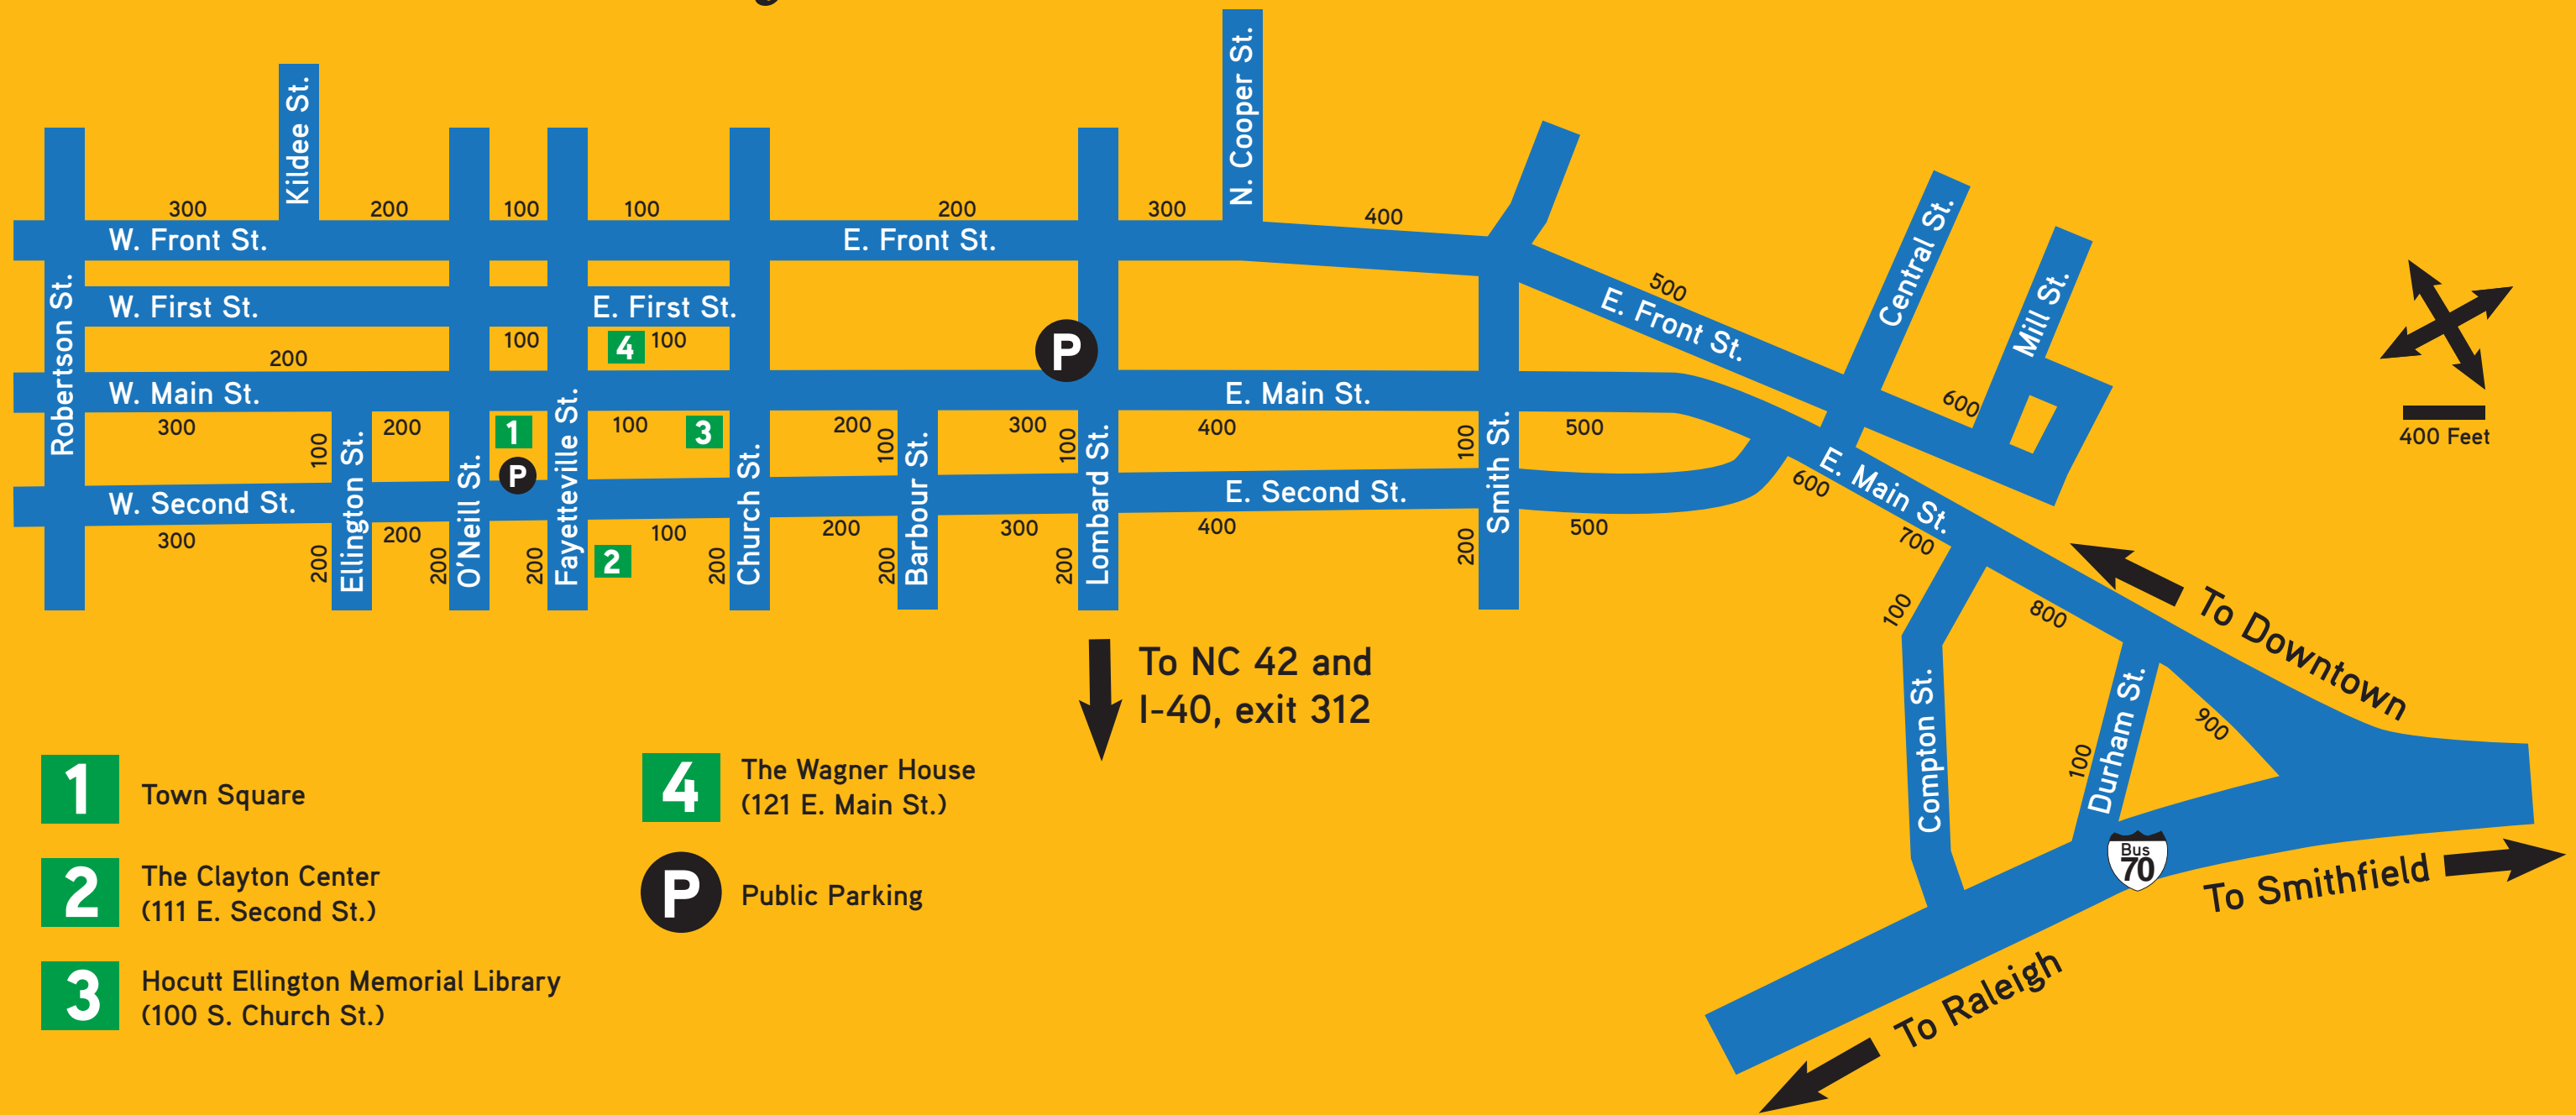 Kildee St.
N. Cooper St.
300
200
100
100
200
300
400
W. Front St.
E. Front St.
500
E. Front St.
Central St.
Mill St.
600
Robertson St.
W. First St.
E. First St.
200
100
4
100
P
W. Main St.
E. Main St.
400 Feet
300
100
200
1
100
3
200
100
300
100
400
100
500
P
Ellington St.
O'Neill St.
Fayetteville St.
Church St.
Barbour St.
Lombard St.
Smith St.
600
E. Main St.
W. Second St.
E. Second St.
300
200
200
200
200
2
100
200
200
200
300
200
400
200
500
700
800
900
100
Compton St.
100
Durham St.
To Downtown
To NC 42 and
I-40, exit 312
Bus
70
To Smithfield
To Raleigh
1
Town Square
2
The Clayton Center
(111 E. Second St.)
3
Hocutt Ellington Memorial Library
(100 S. Church St.)
4
The Wagner House
(121 E. Main St.)
P
Public Parking